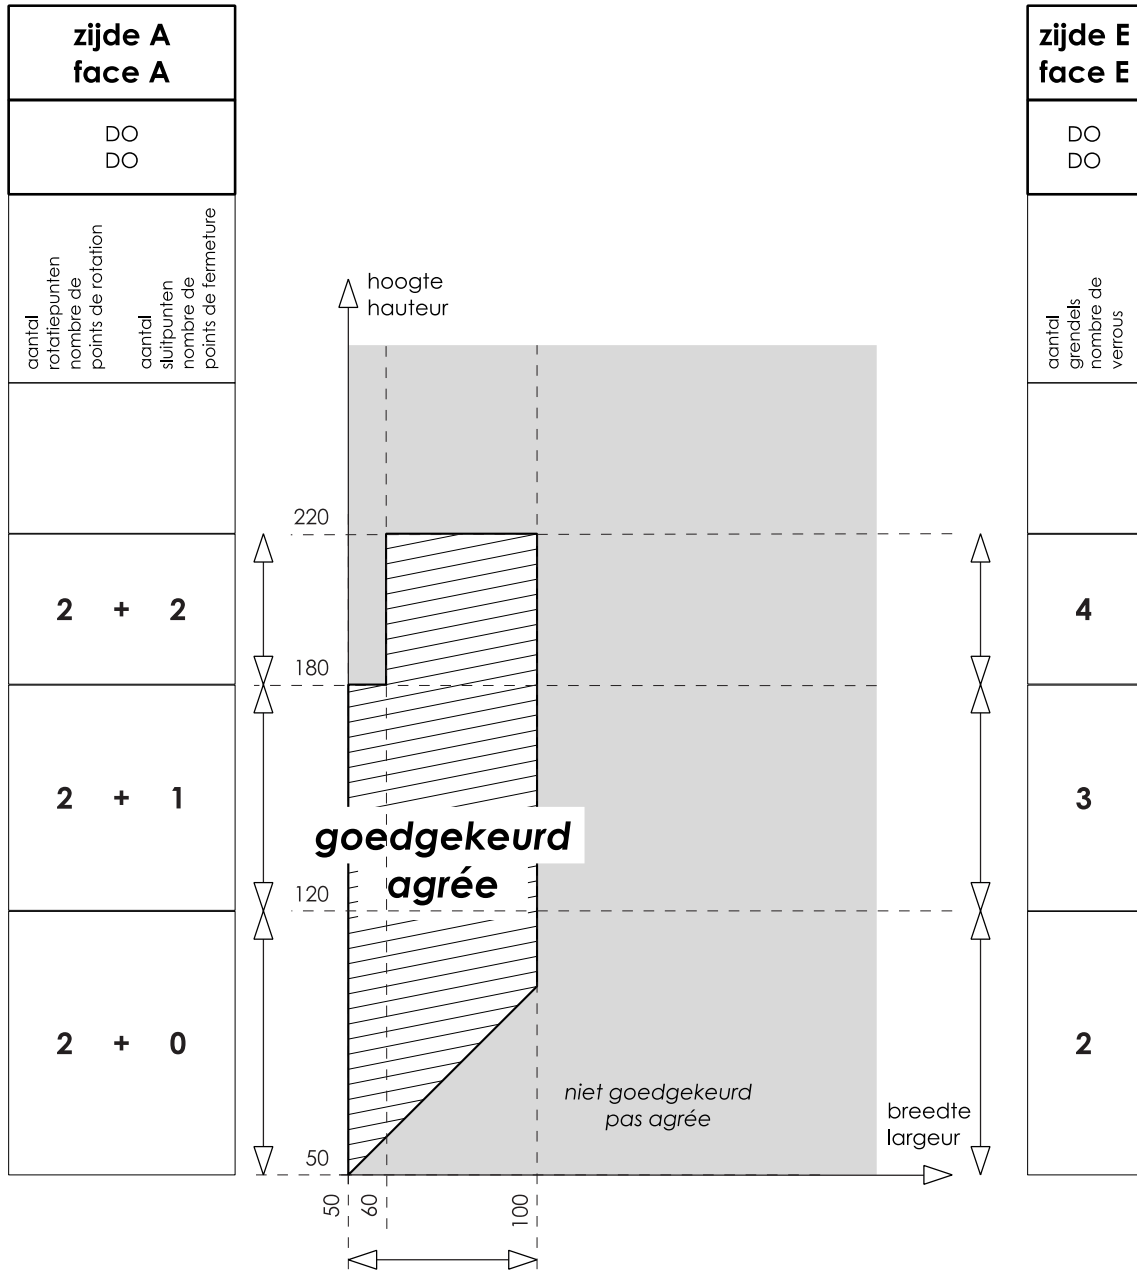 zijde A
face A
DO
DO
aantal
rotatiepunten
nombre de
points de rotation
aantal
sluitpunten
nombre de
points de fermeture
2 + 2
2 + 1
2 + 0
hoogte
hauteur
220
180
120
50
goedgekeurd
agrée
niet goedgekeurd
pas agrée
breedte
largeur
50
60
100
zijde E
face E
DO
DO
aantal
grendels
nombre de
verrous
4
3
2